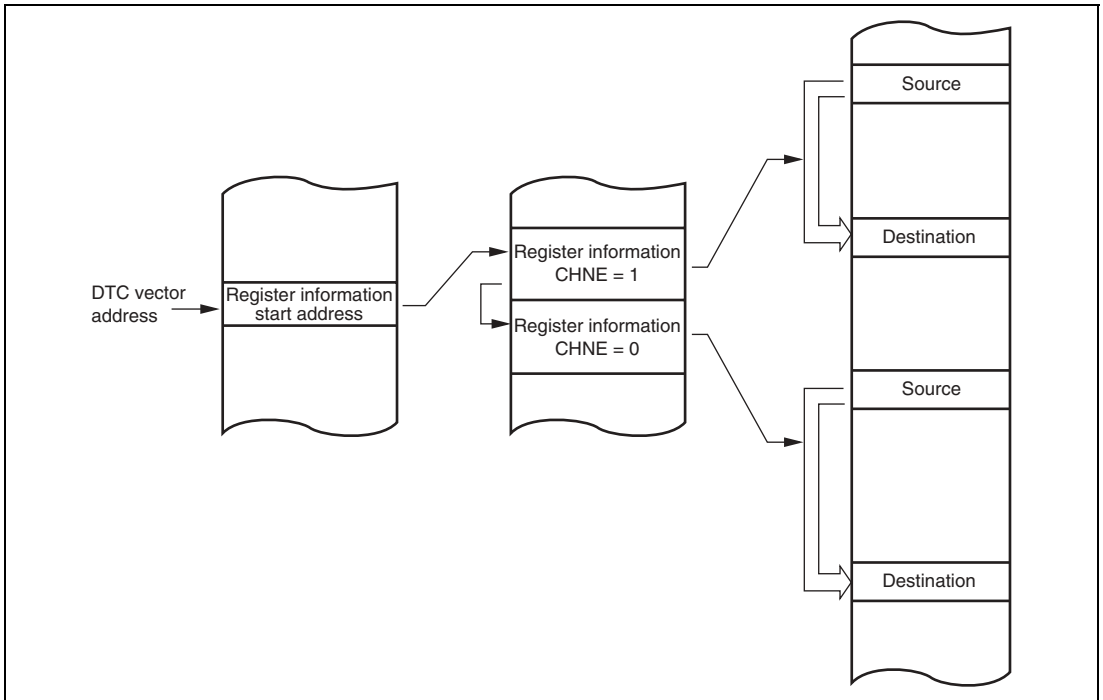 DTC vector
address
Register information
start address
Register information
CHNE = 1
Register information
CHNE = 0
Source
Destination
Source
Destination